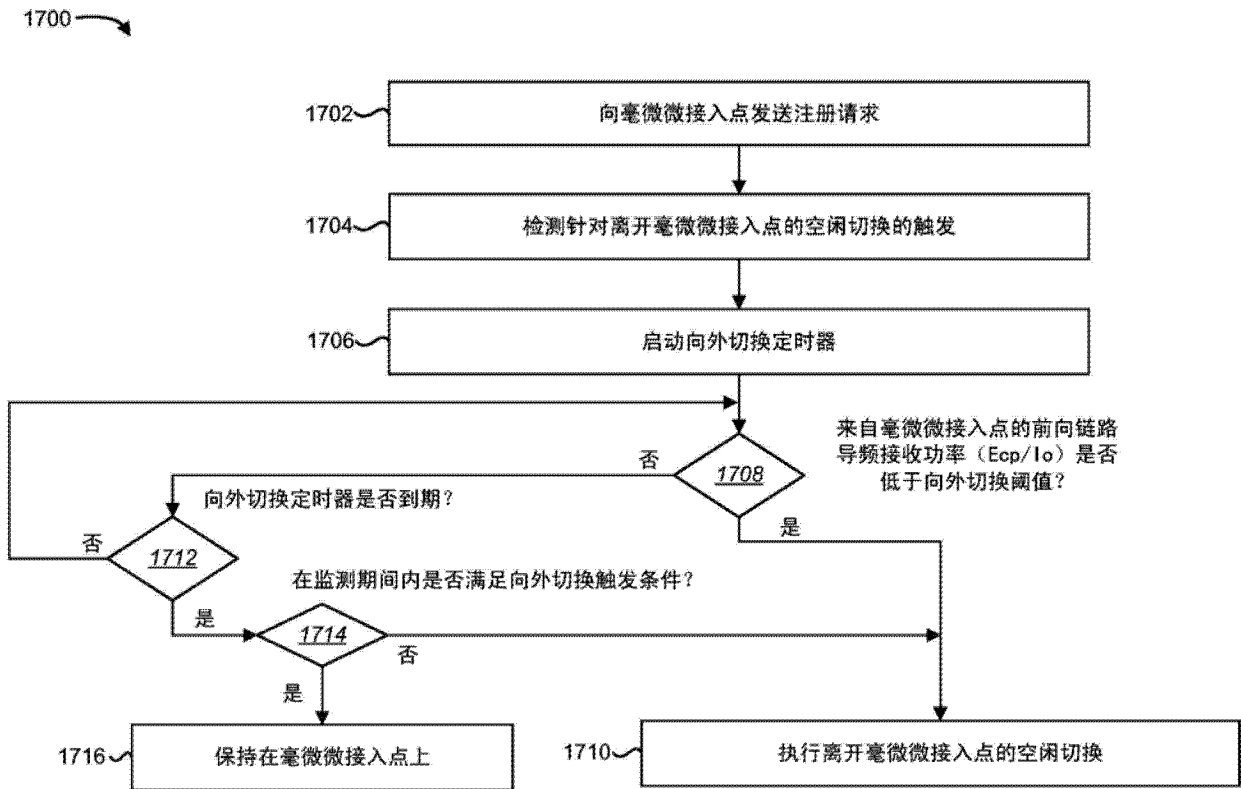 1700
1702
向毫微微接入点发送注册请求
1704
检测针对离开毫微微接入点的空闲切换的触发
1706
启动向外切换定时器
来自毫微微接入点的前向链路
导频接收功率（Ecp/Io）是否
低于向外切换阈值？
否
1708
向外切换定时器是否到期？
是
否
1712
在监测期间内是否满足向外切换触发条件？
是
1714
否
是
1716
保持在毫微微接入点上
1710
执行离开毫微微接入点的空闲切换